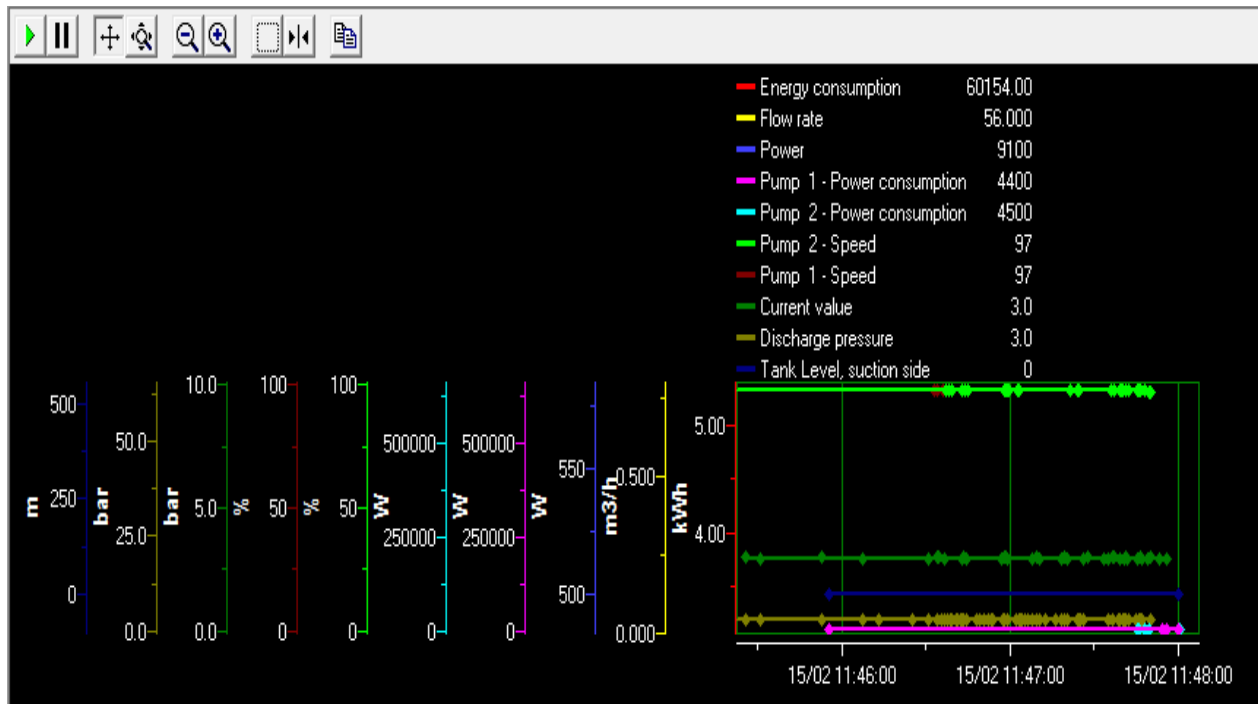 Energy consumption 60154.00
Flow rate 56.000
Power 9100
Pump 1 - Power consumption 4400
Pump 2 - Power consumption 4500
Pump 2 - Speed 97
Pump 1 - Speed 97
Current value 3.0
Discharge pressure 3.0
Tank Level, suction side 0
m
500
250
0
bar
50.0
25.0
0.0
bar
10.0
5.0
0.0
%
100
50
0
%
100
50
0
W
500000
250000
0
W
500000
250000
0
W
550
500
m3/h
0.500
0.000
kWh
5.00
4.00
15/02 11:46:00 15/02 11:47:00 15/02 11:48:00